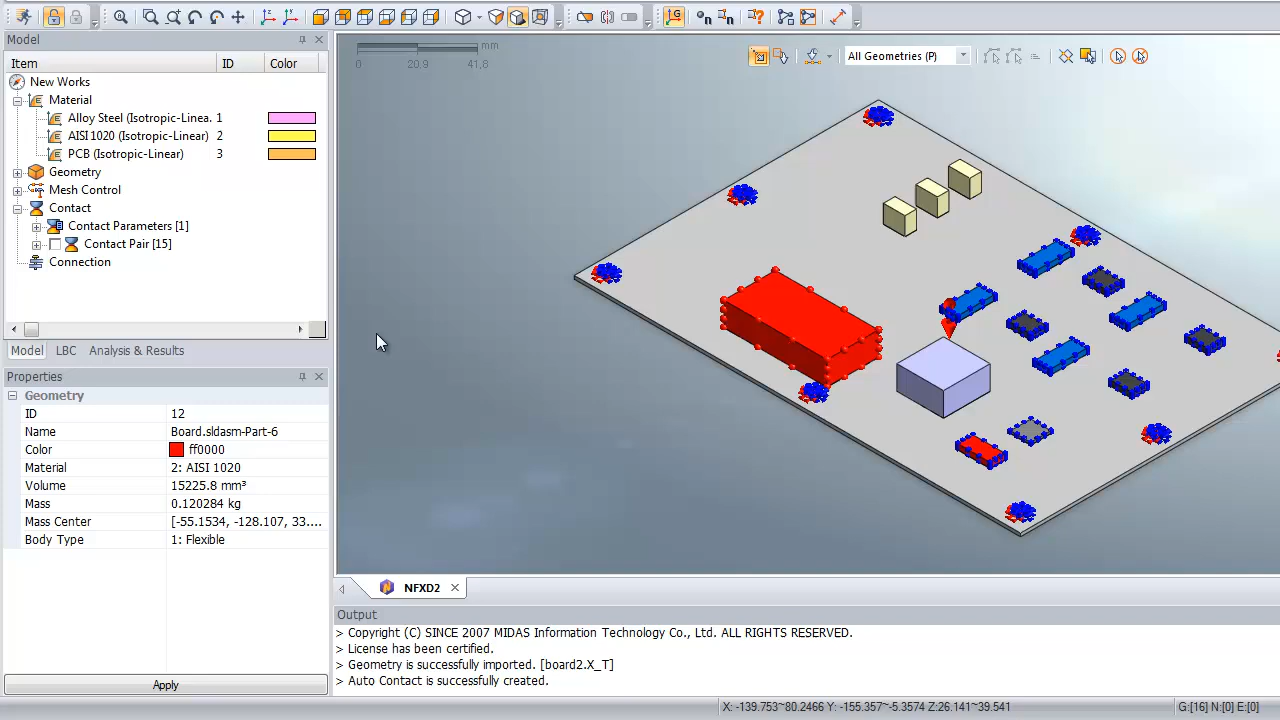 Model
Item ID Color
New Works
Material
Alloy Steel (Isotropic-Linea. 1
AISI 1020 (Isotropic-Linear) 2
PCB (Isotropic-Linear) 3
Geometry
Mesh Control
Contact
Contact Parameters [1]
Contact Pair [15]
Connection
Model LBC Analysis & Results
Properties
Geometry
ID 12
Name Board.sldasm-Part-6
Color ff0000
Material 2: AISI 1020
Volume 15225.8 mm³
Mass 0.120284 kg
Mass Center [-55.1534, -128.107, 33....
Body Type 1: Flexible
Apply
mm
0 20,9 41,8
All Geometries (P)
G
n n
NFXD2
Output
> Copyright (C) SINCE 2007 MIDAS Information Technology Co., Ltd. ALL RIGHTS RESERVED.
> License has been certified.
> Geometry is successfully imported. [board2.X_T]
> Auto Contact is successfully created.
X: -139.753~80.2466 Y: -155.357~-5.3574 Z:26.141~39.541
G:[16] N:[0] E:[0]